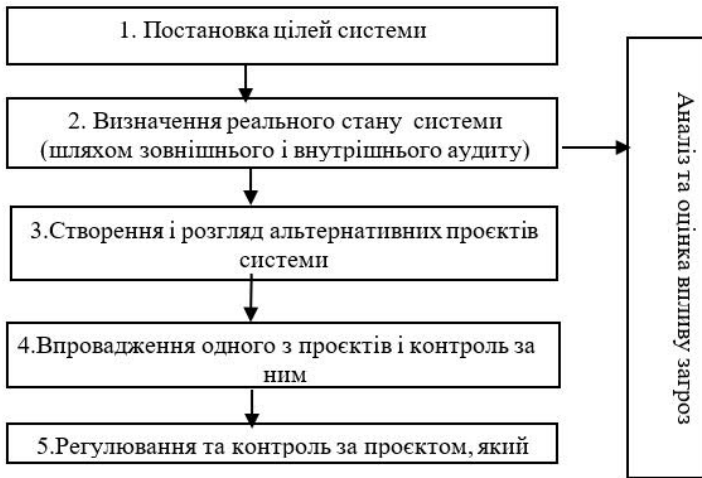 1. Постановка цілей системи
2. Визначення реального стану системи
(шляхом зовнішнього і внутрішнього аудиту)
3.Створення і розгляд альтернативних проєктів
системи
4.Впровадження одного з проєктів і контроль за
ним
5.Регулювання та контроль за проєктом, який
Аналіз та оцінка впливу загроз